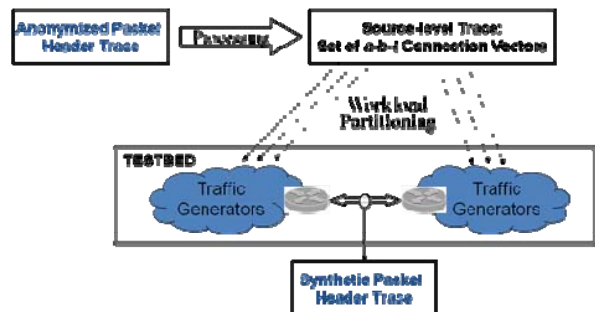 Anonymized Packet
Header Trace
Processing
Source-level Trace:
Set of a-b-t Connection Vectors
Workload
Partitioning
TESTBED
Traffic
Generators
Traffic
Generators
Synthetic Packet
Header Trace